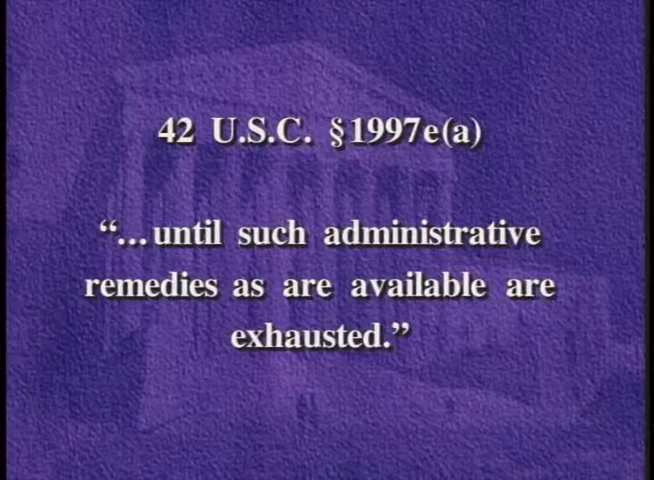 42 U.S.C. §1997e(a)
“...until such administrative
remedies as are available are
exhausted.”